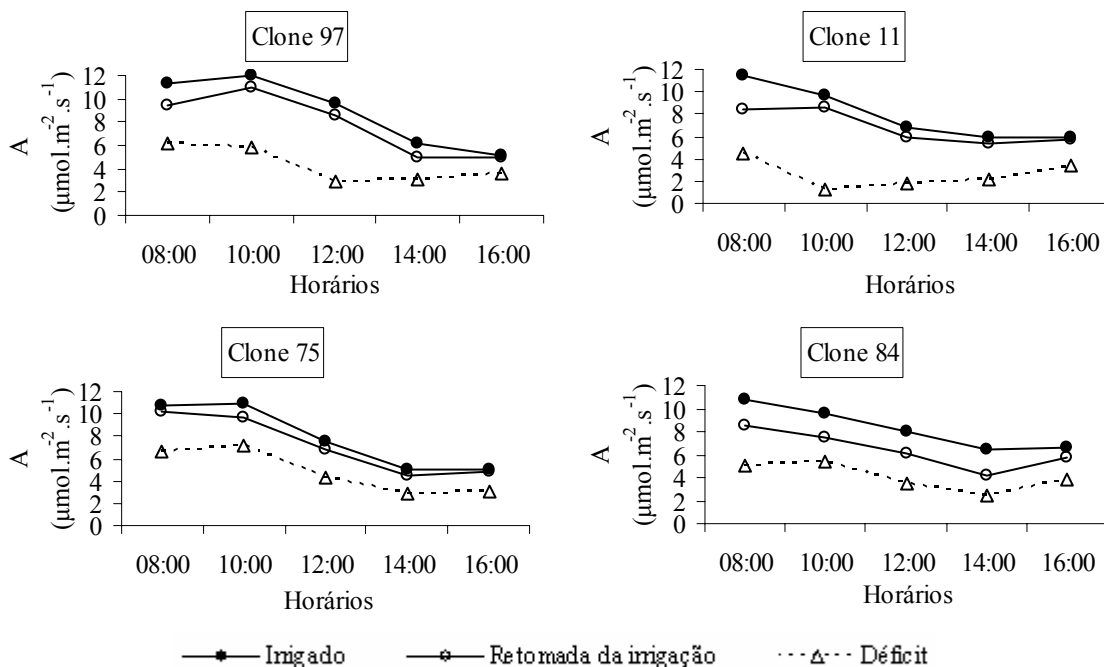 Clone 97
A
(µmol.m⁻².s⁻¹)
12
10
8
6
4
2
0
08:00 10:00 12:00 14:00 16:00
Horários
Clone 11
A
(µmol.m⁻².s⁻¹)
12
10
8
6
4
2
0
08:00 10:00 12:00 14:00 16:00
Horários
Clone 75
A
(µmol.m⁻².s⁻¹)
12
10
8
6
4
2
0
08:00 10:00 12:00 14:00 16:00
Horários
Clone 84
A
(µmol.m⁻².s⁻¹)
12
10
8
6
4
2
0
08:00 10:00 12:00 14:00 16:00
Horários
Irrigado Retomada da irrigação Déficit